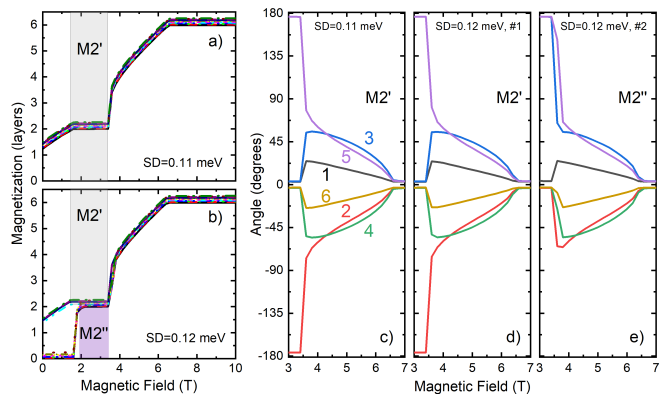 6
5
4
3
2
1
0
M2'
a)
SD=0.11 meV
6
5
4
3
2
1
0
M2'
b)
M2"
SD=0.12 meV
0 2 4 6 8 10
Magnetic Field (T)
Magnetization (layers)
Angle (degrees)
180
135
90
45
0
-45
-90
-135
-180
SD=0.11 meV
M2'
3
5
1
6
2
4
c)
3 4 5 6 7
SD=0.12 meV, #1
M2'
d)
3 4 5 6 7
SD=0.12 meV, #2
M2"
e)
3 4 5 6 7
Magnetic Field (T)